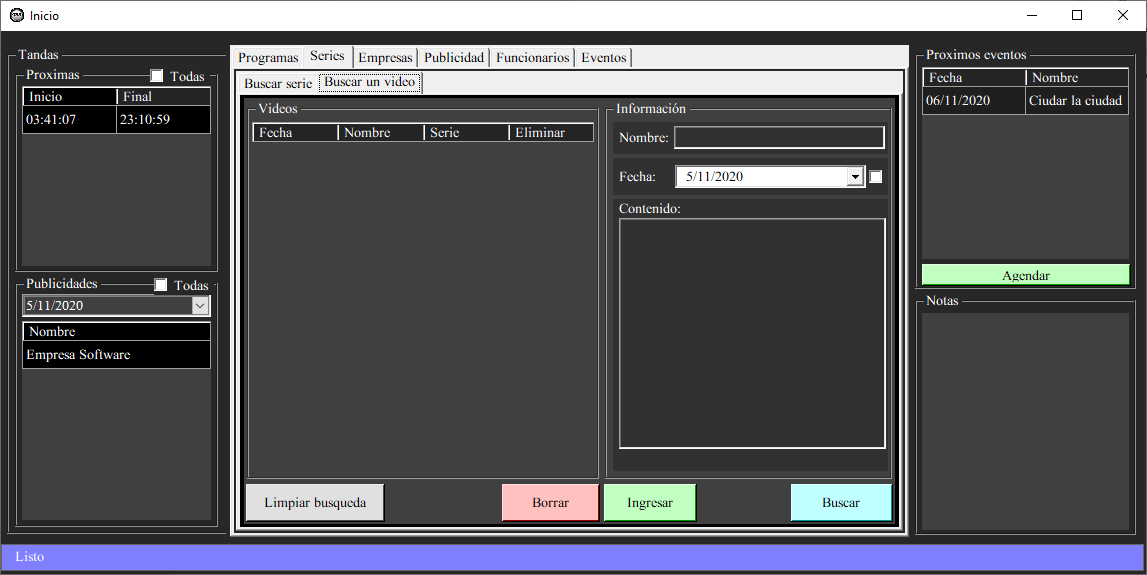 Inicio
Tandas
Proximas
Todas
Inicio Final
03:41:07 23:10:59
Publicidades
Todas
5/11/2020
Nombre
Empresa Software
Programas Series Empresas Publicidad Funcionarios Eventos
Buscar serie Buscar un video
Videos
Fecha Nombre Serie Eliminar
Información
Nombre:
Fecha: 5/11/2020
Contenido:
Limpiar busqueda Borrar Ingresar Buscar
Proximos eventos
Fecha Nombre
06/11/2020 Ciudar la ciudad
Agendar
Notas
Listo